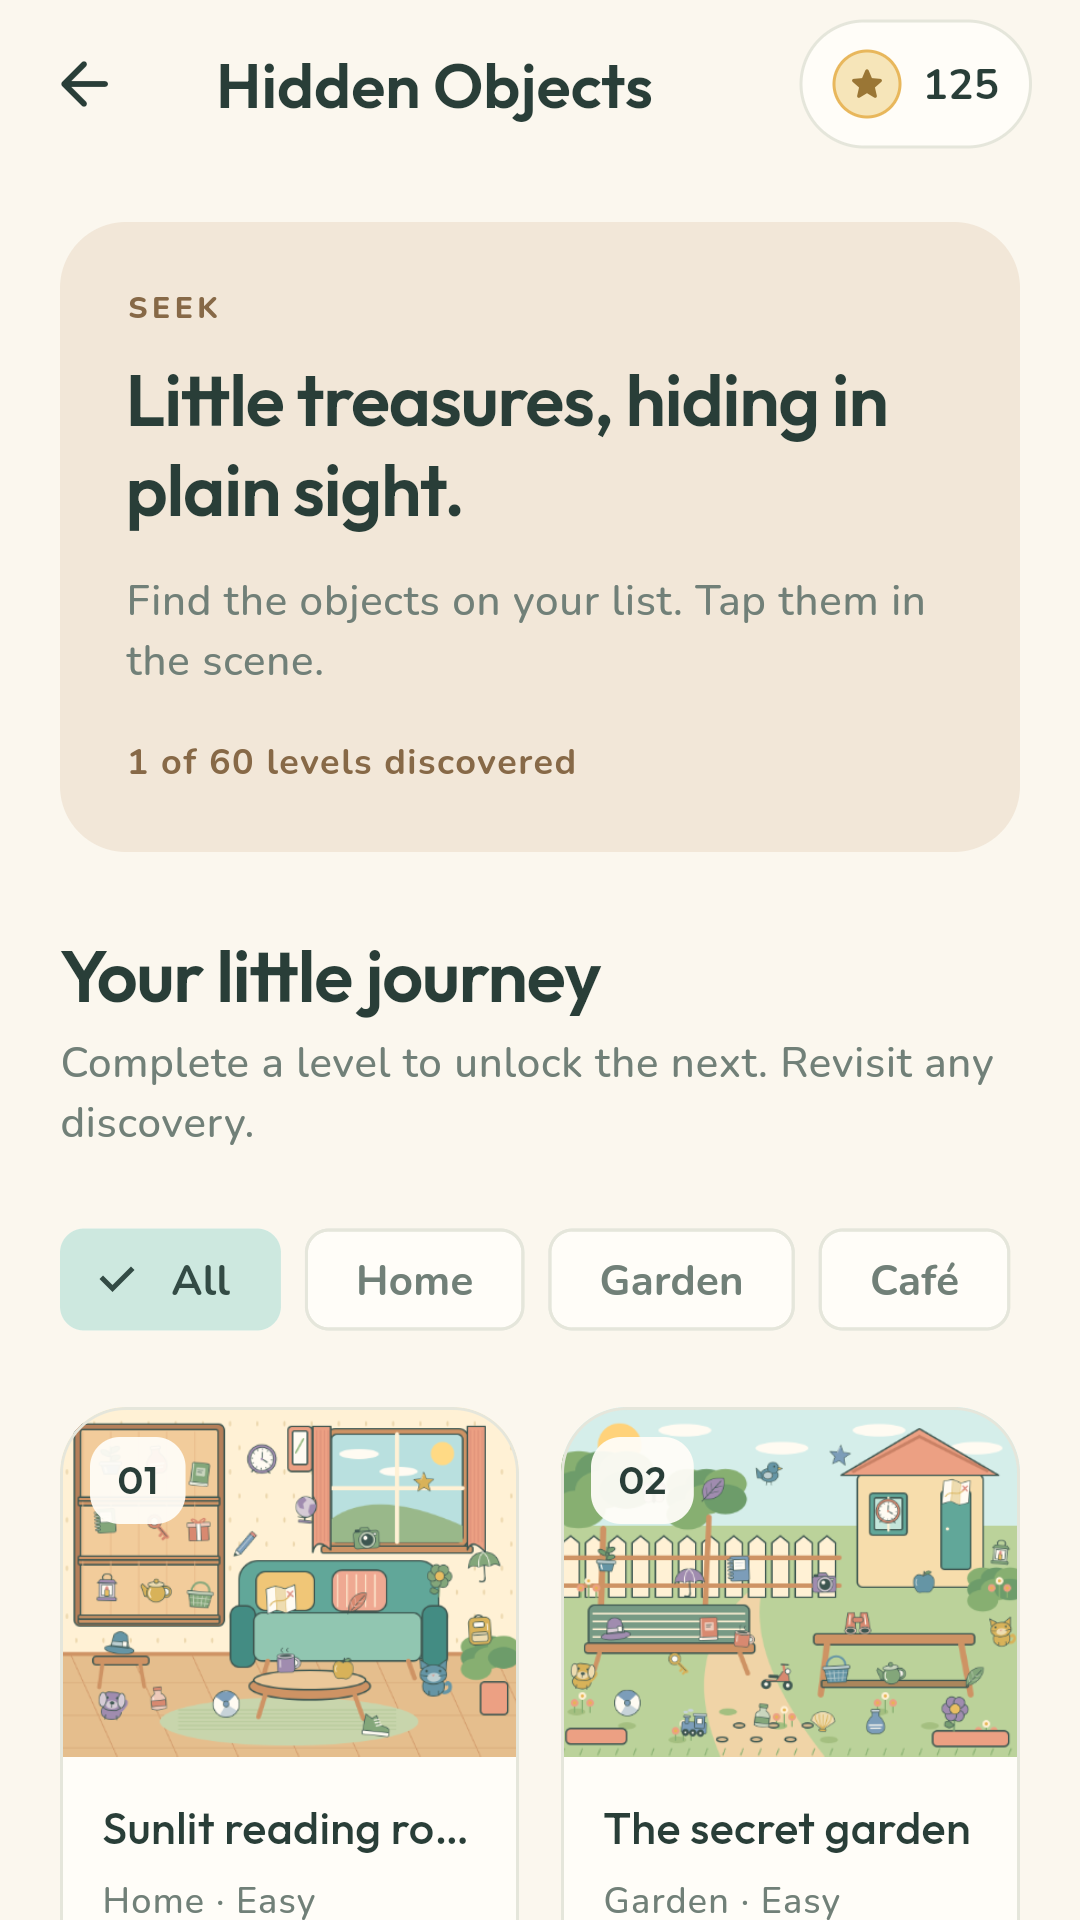 Hidden Objects
125
SEEK
Little treasures, hiding in
plain sight.
Find the objects on your list. Tap them in
the scene.
1 of 60 levels discovered
Your little journey
Complete a level to unlock the next. Revisit any
discovery.
All
Home
Garden
Café
01
02
Sunlit reading ro...
The secret garden
Home · Easy
Garden · Easy